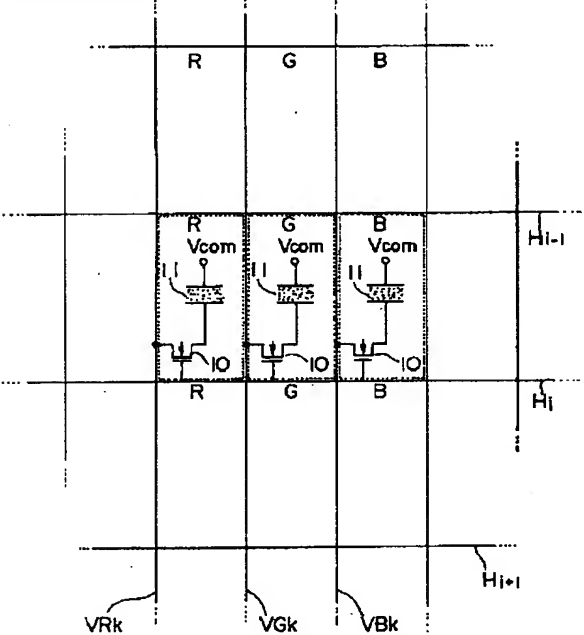 R G B
Hi-1
R G B
Vcom Vcom Vcom
11 11 11
10 10 10
R G B
Hi
Hi+1
VRk VGk VBk